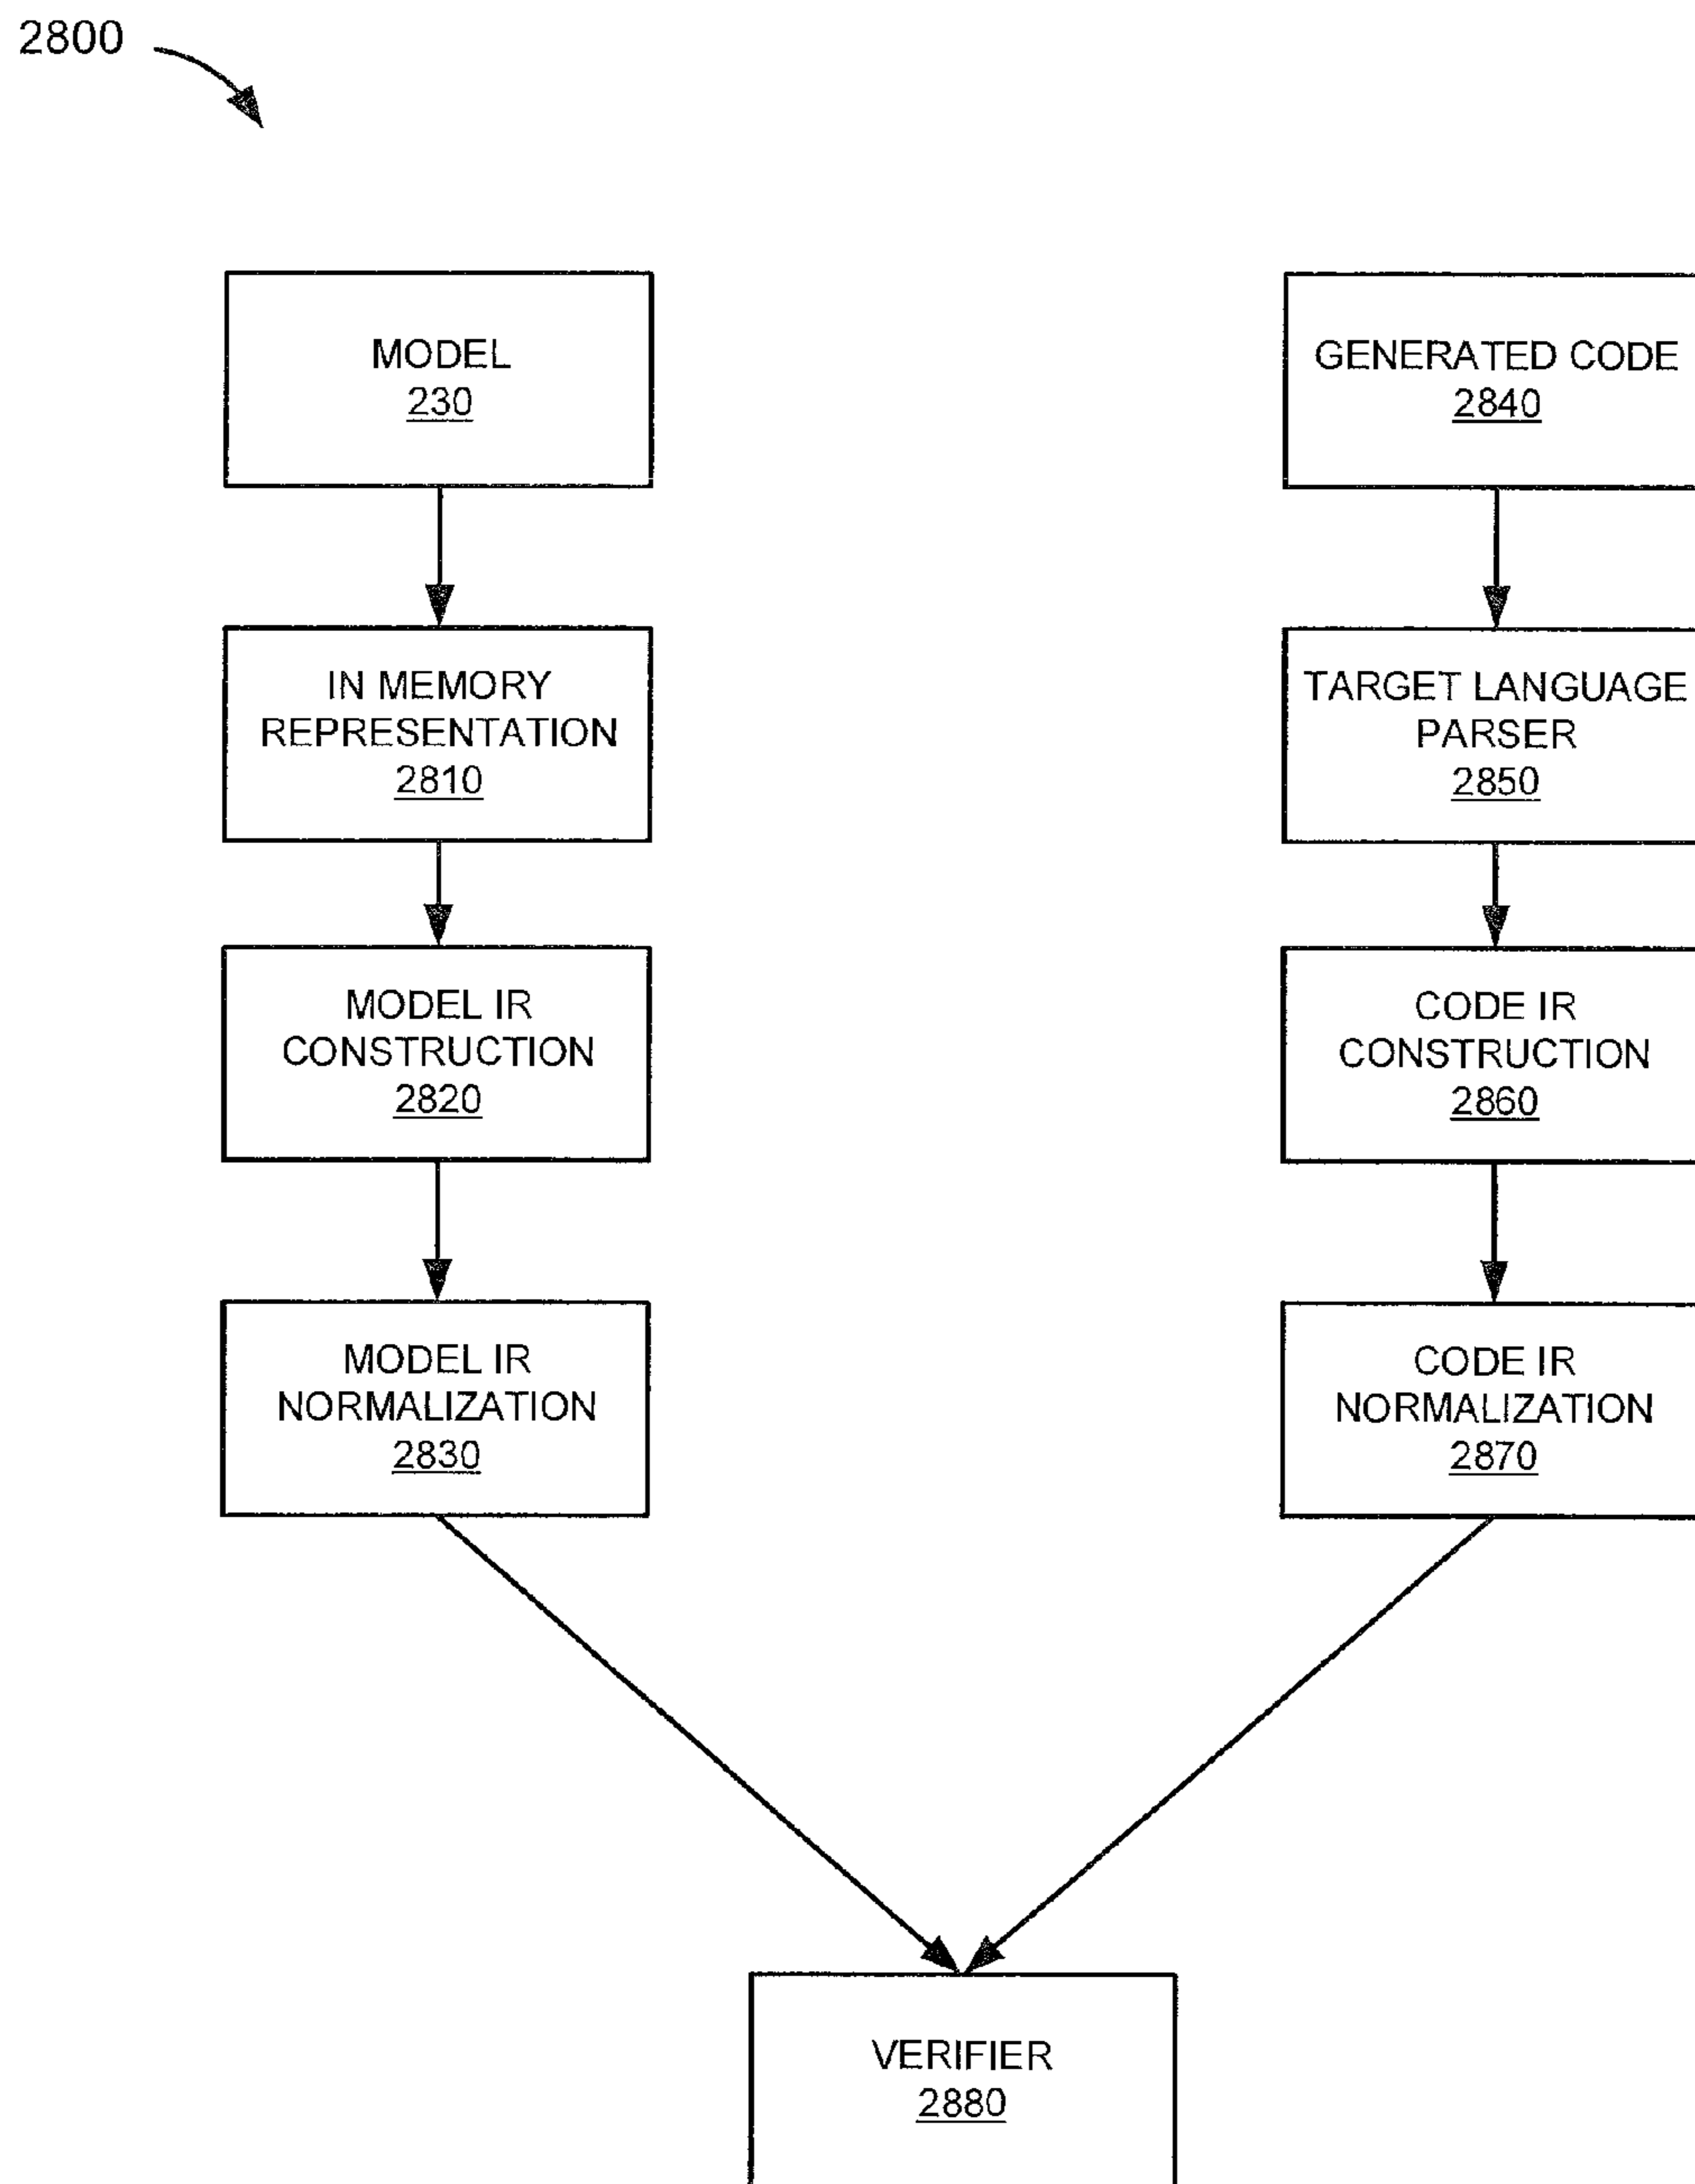 2800
MODEL
230
GENERATED CODE
2840
IN MEMORY
REPRESENTATION
2810
TARGET LANGUAGE
PARSER
2850
MODEL IR
CONSTRUCTION
2820
CODE IR
CONSTRUCTION
2860
MODEL IR
NORMALIZATION
2830
CODE IR
NORMALIZATION
2870
VERIFIER
2880